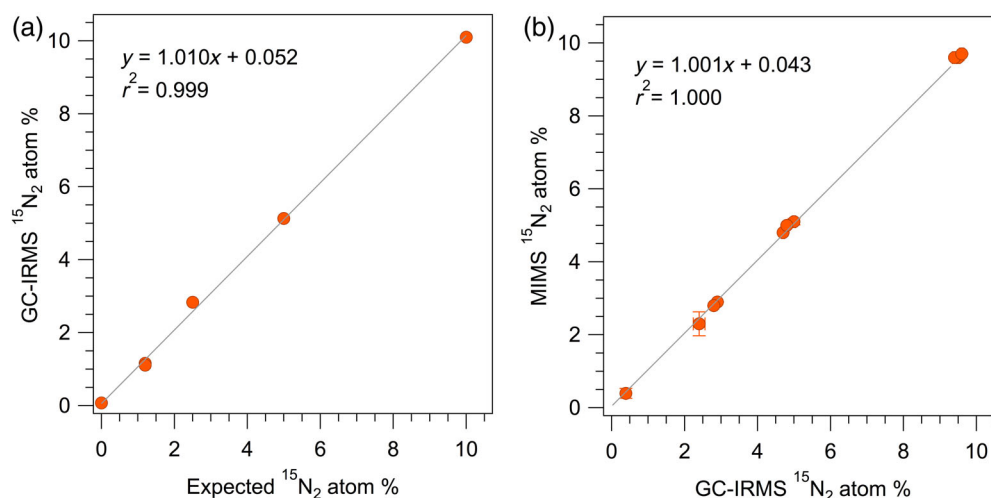 (a)
y = 1.010x + 0.052
r² = 0.999
10
8
6
4
2
0
GC-IRMS ¹⁵N₂ atom %
0 2 4 6 8 10
Expected ¹⁵N₂ atom %
(b)
y = 1.001x + 0.043
r² = 1.000
10
8
6
4
2
0
MIMS ¹⁵N₂ atom %
0 2 4 6 8 10
GC-IRMS ¹⁵N₂ atom %